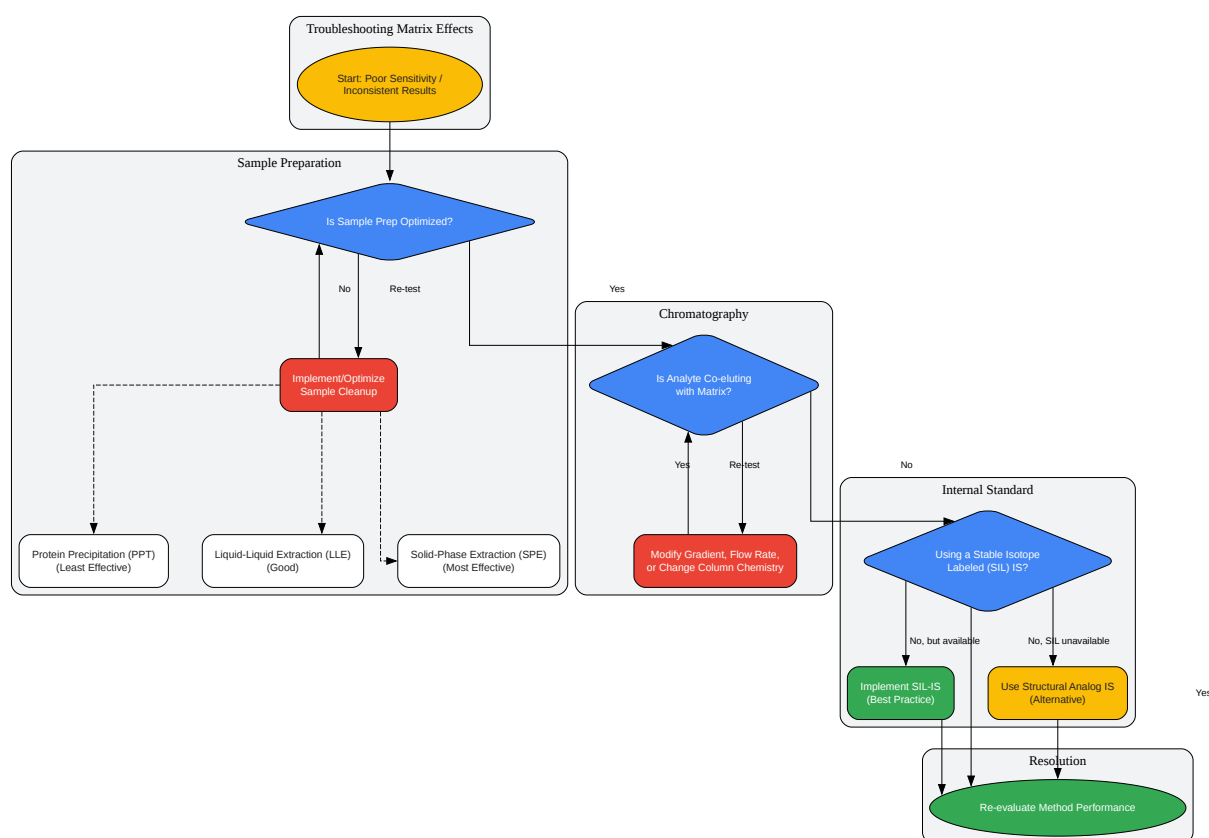 Troubleshooting Matrix Effects
Start: Poor Sensitivity /
Inconsistent Results
Sample Preparation
Is Sample Prep Optimized?
No
Re-test
Yes
Implement/Optimize
Sample Cleanup
Protein Precipitation (PPT)
(Least Effective)
Liquid-Liquid Extraction (LLE)
(Good)
Solid-Phase Extraction (SPE)
(Most Effective)
Chromatography
Is Analyte Co-eluting
with Matrix?
Yes
Re-test
No
Modify Gradient, Flow Rate,
or Change Column Chemistry
Internal Standard
Using a Stable Isotope
Labeled (SIL) IS?
No, but available
No, SIL unavailable
Yes
Implement SIL-IS
(Best Practice)
Use Structural Analog IS
(Alternative)
Resolution
Re-evaluate Method Performance